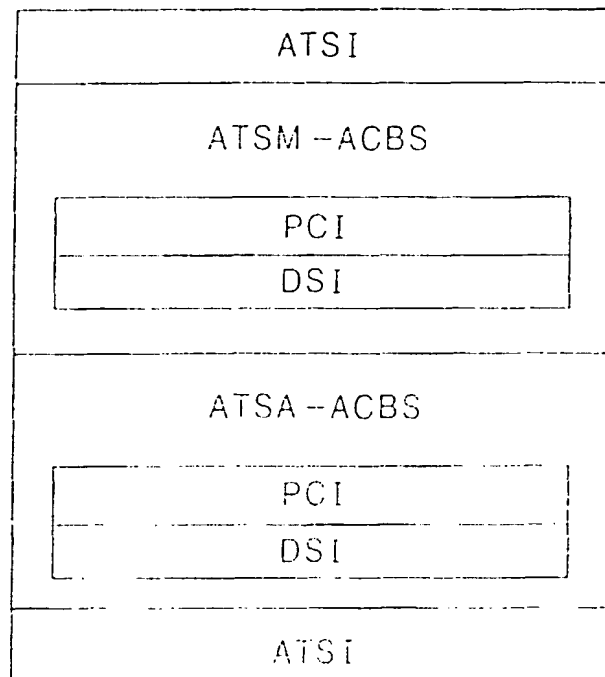 ATSI
ATSM-ACBS
PCI
DSI
ATSA-ACBS
PCI
DSI
ATSI